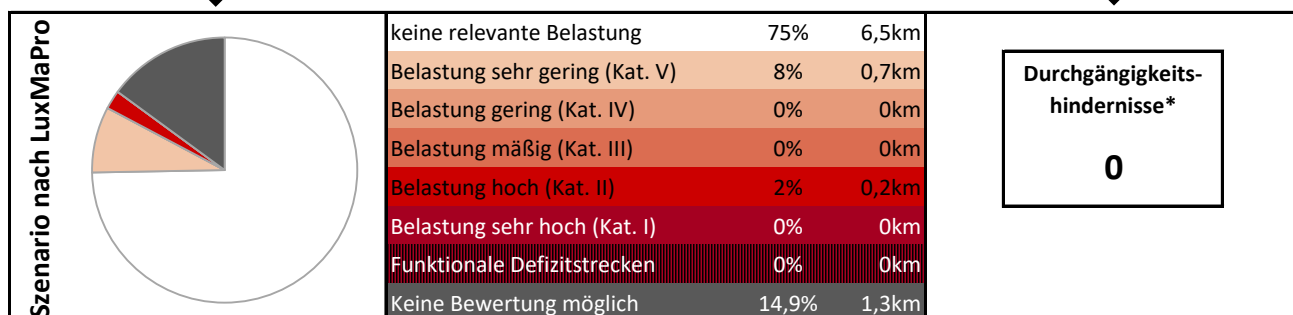 Szenario nach LuxMaPro
keine relevante Belastung 75% 6,5km
Belastung sehr gering (Kat. V) 8% 0,7km
Belastung gering (Kat. IV) 0% 0km
Belastung mäßig (Kat. III) 0% 0km
Belastung hoch (Kat. II) 2% 0,2km
Belastung sehr hoch (Kat. I) 0% 0km
Funktionale Defizitstrecken 0% 0km
Keine Bewertung möglich 14,9% 1,3km
Durchgängigkeits-
hindernisse*
0